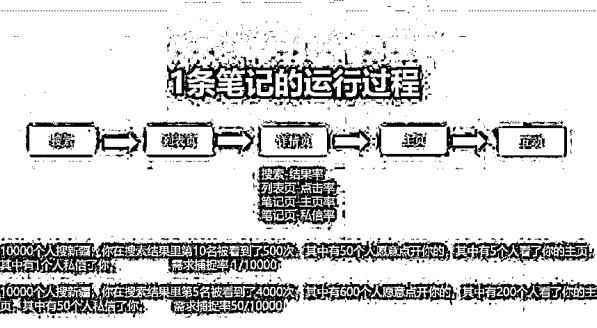 1条笔记的运行过程
搜索
列表页
详情页
主页
互动
搜索-结果率
列表页-点击率
笔记页-主页率
笔记页-私信率
10000个人搜新疆，你在搜索结果里第10名被看到了500次，其中有50个人愿意点开你的，其中有5个人看了你的主页，
其中有1个人私信了你， 需求捕捉率 1/10000
10000个人搜新疆，你在搜索结果里第5名被看到了4000次，其中有600个人愿意点开你的，其中有200个人看了你的主
页，其中有50个人私信了你， 需求捕捉率50/10000